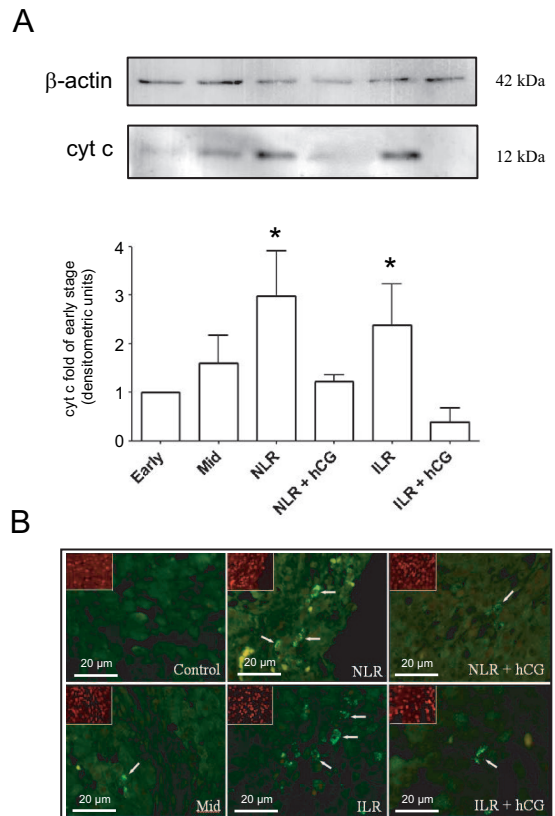 A
β-actin
42 kDa
cyt c
12 kDa
cyt c fold of early stage
(densitometric units)
4
3
2
1
0
*
*
Early
Mid
NLR
NLR + hCG
ILR
ILR + hCG
B
20 µm
Control
20 µm
NLR
20 µm
NLR + hCG
20 µm
Mid
20 µm
ILR
20 µm
ILR + hCG